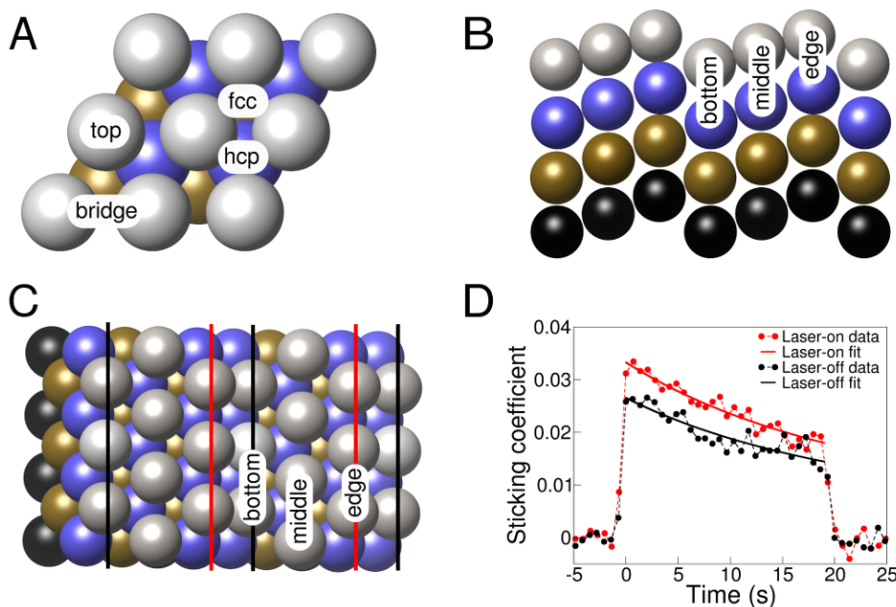 A
top
fcc
hcp
bridge
B
bottom
middle
edge
C
bottom
middle
edge
D
Sticking coefficient
0.04
0.03
0.02
0.01
0
-5
0
5
10
15
20
25
Time (s)
Laser-on data
Laser-on fit
Laser-off data
Laser-off fit